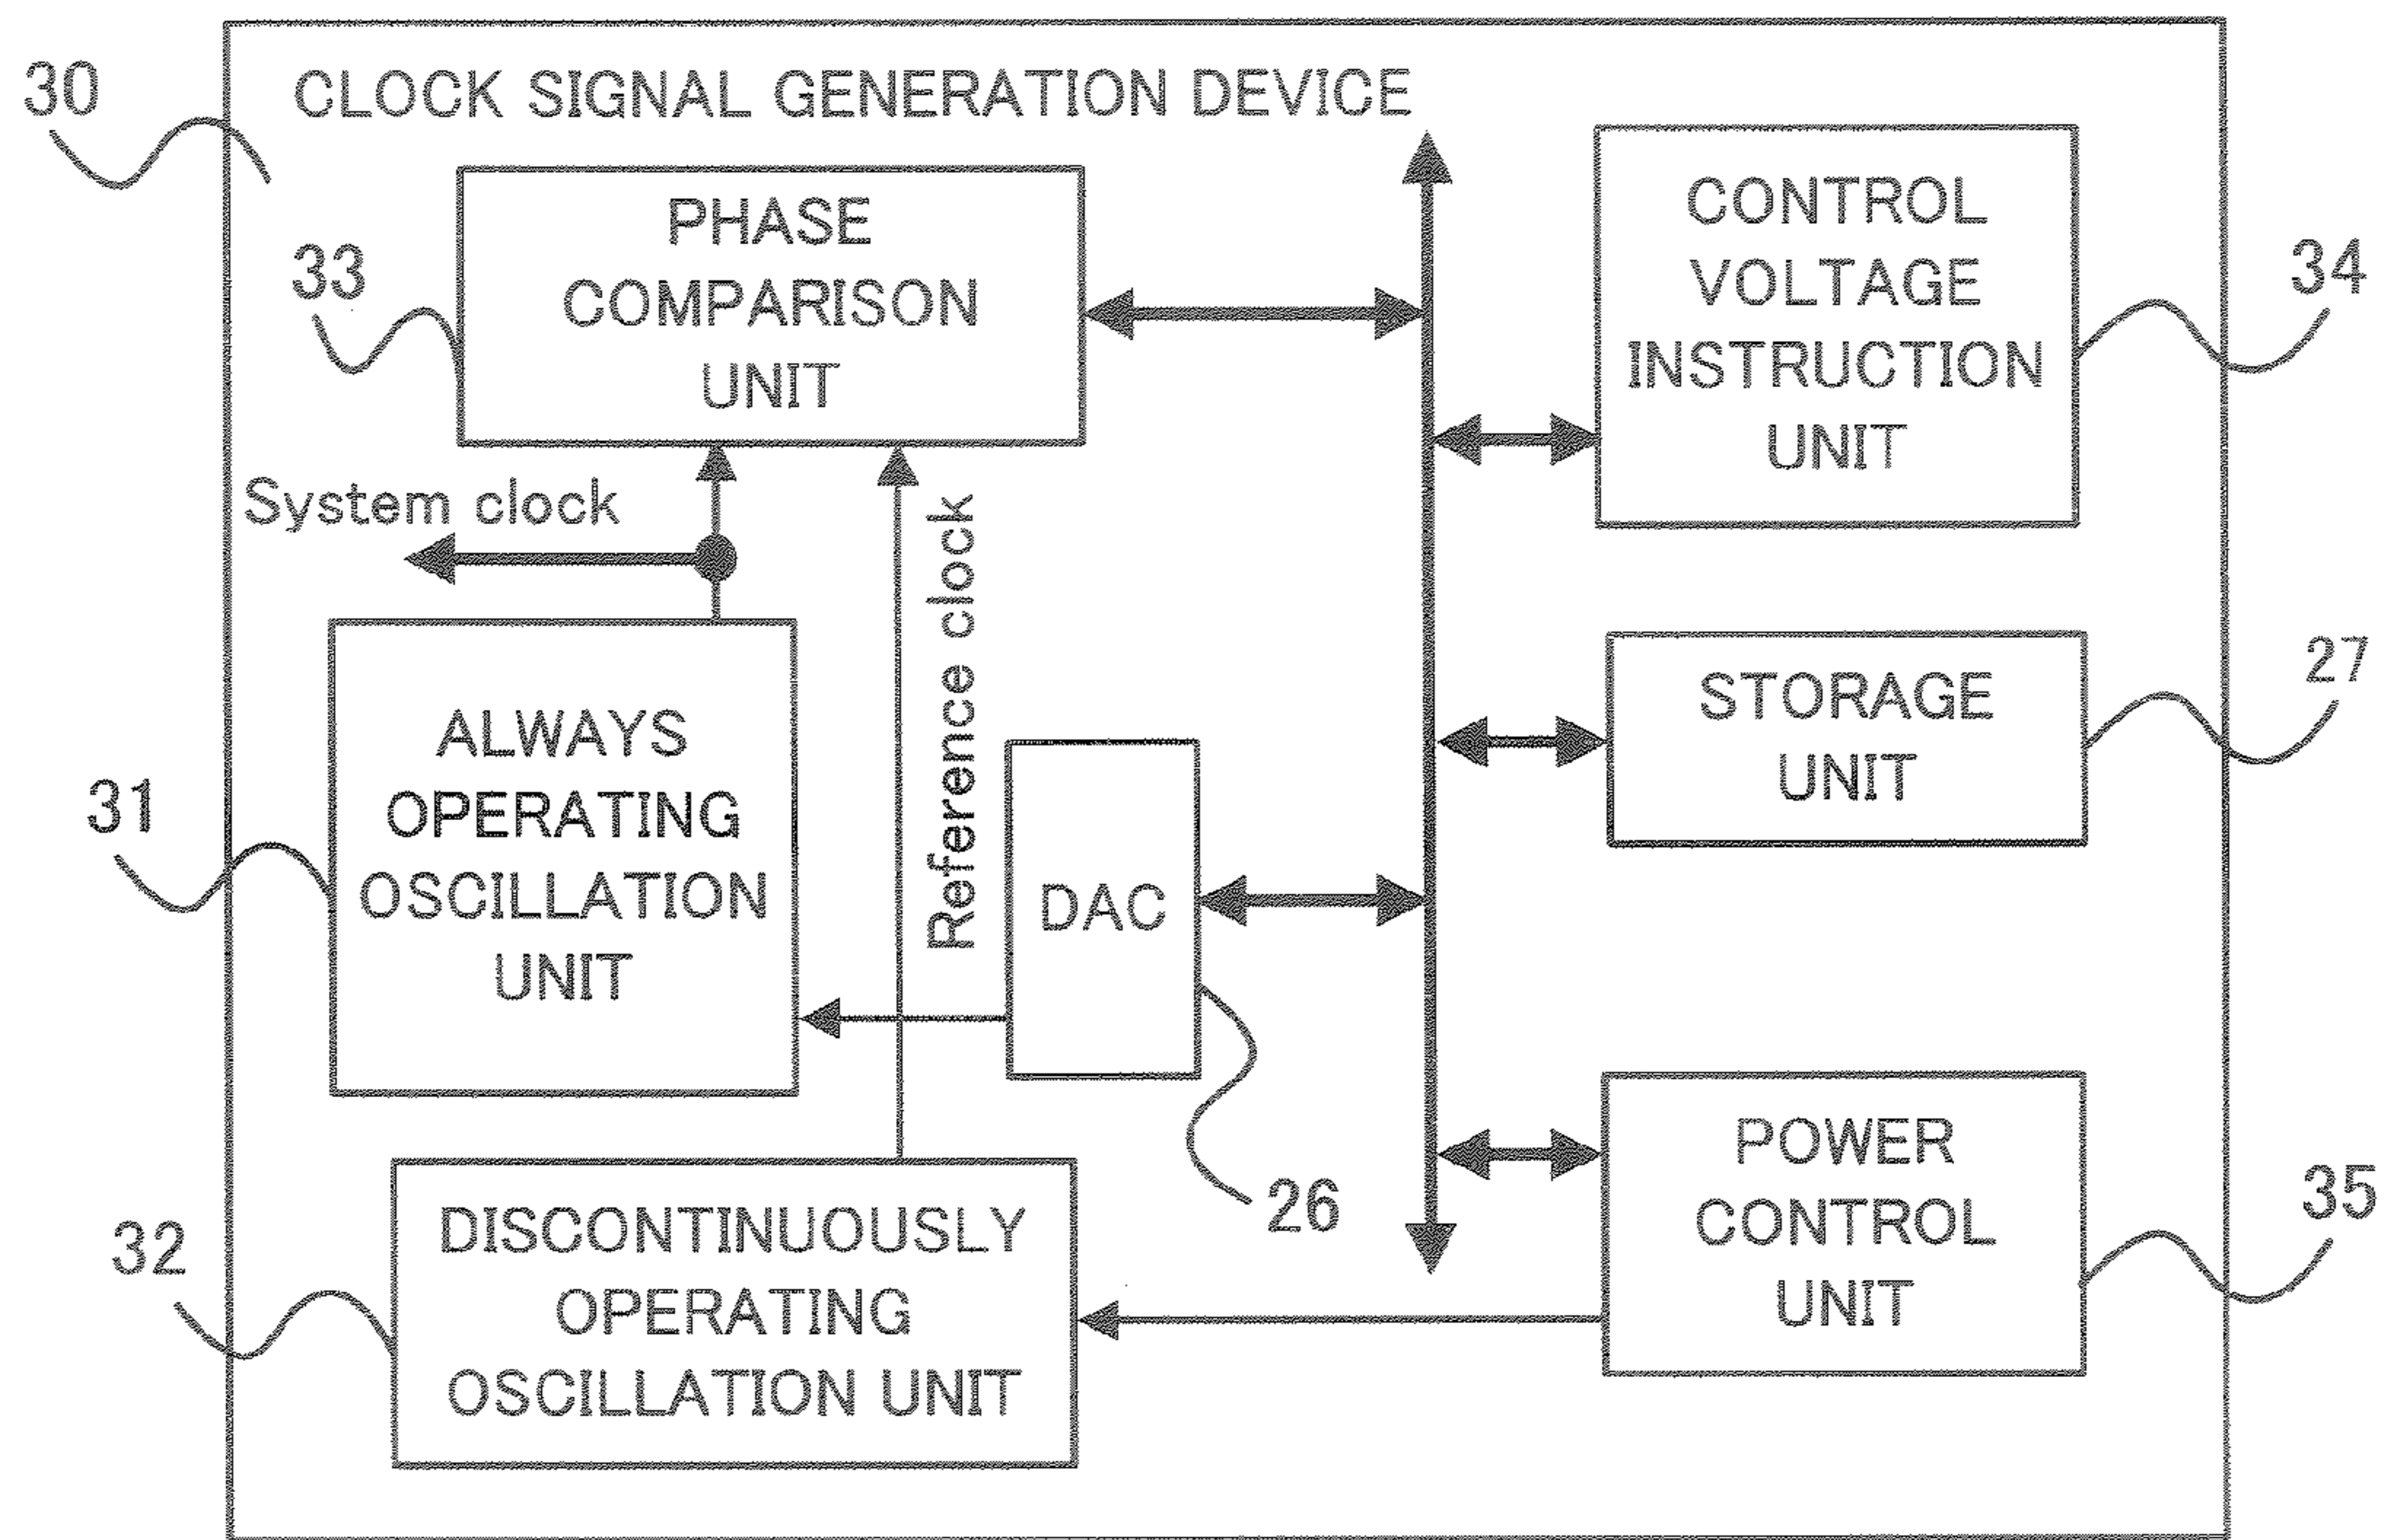 30
CLOCK SIGNAL GENERATION DEVICE
33
PHASE
COMPARISON
UNIT
CONTROL
VOLTAGE
INSTRUCTION
UNIT
34
System clock
Reference clock
31
ALWAYS
OPERATING
OSCILLATION
UNIT
DAC
26
STORAGE
UNIT
27
32
DISCONTINUOUSLY
OPERATING
OSCILLATION UNIT
POWER
CONTROL
UNIT
35